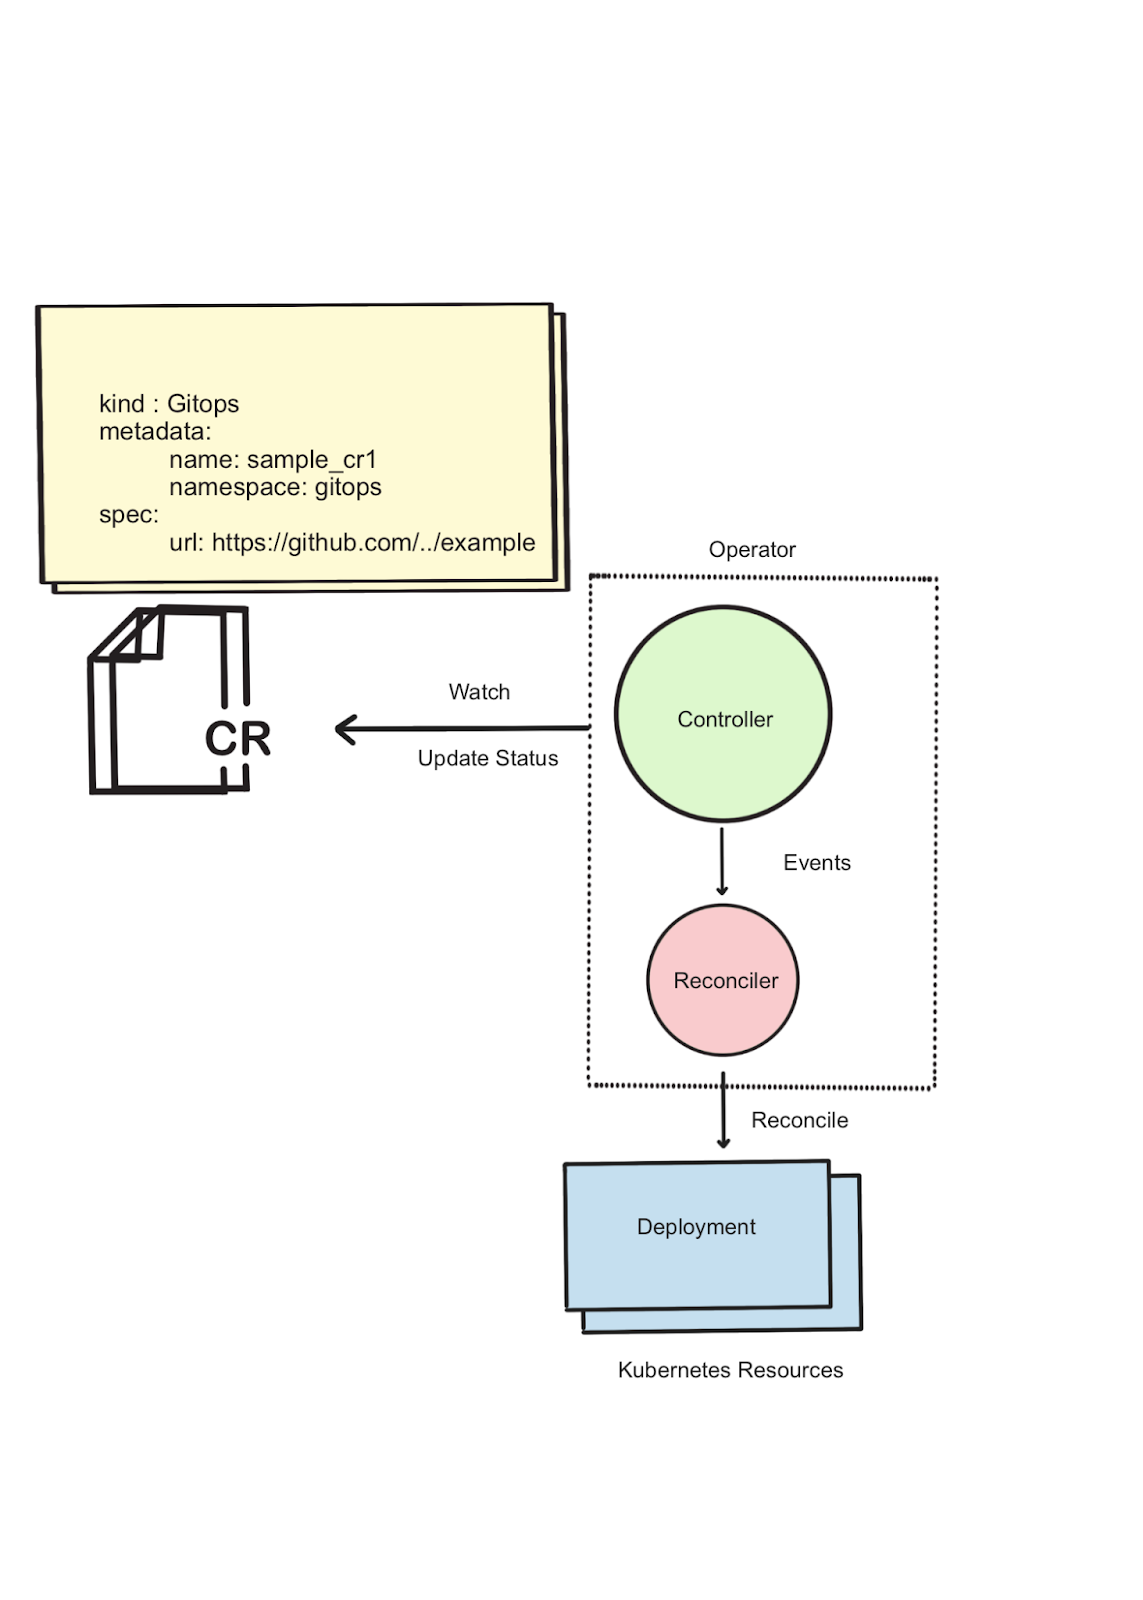 kind : Gitops
metadata:
name: sample_cr1
namespace: gitops
spec:
url: https://github.com/../example
Operator
Controller
Watch
CR
Update Status
Events
Reconciler
Reconcile
Deployment
Kubernetes Resources